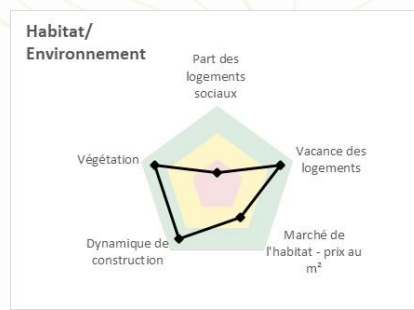 Habitat/
Environnement
Part des
logements
sociaux
Vacance des
logements
Marché de
l'habitat - prix au
m²
Dynamique de
construction
Végétation